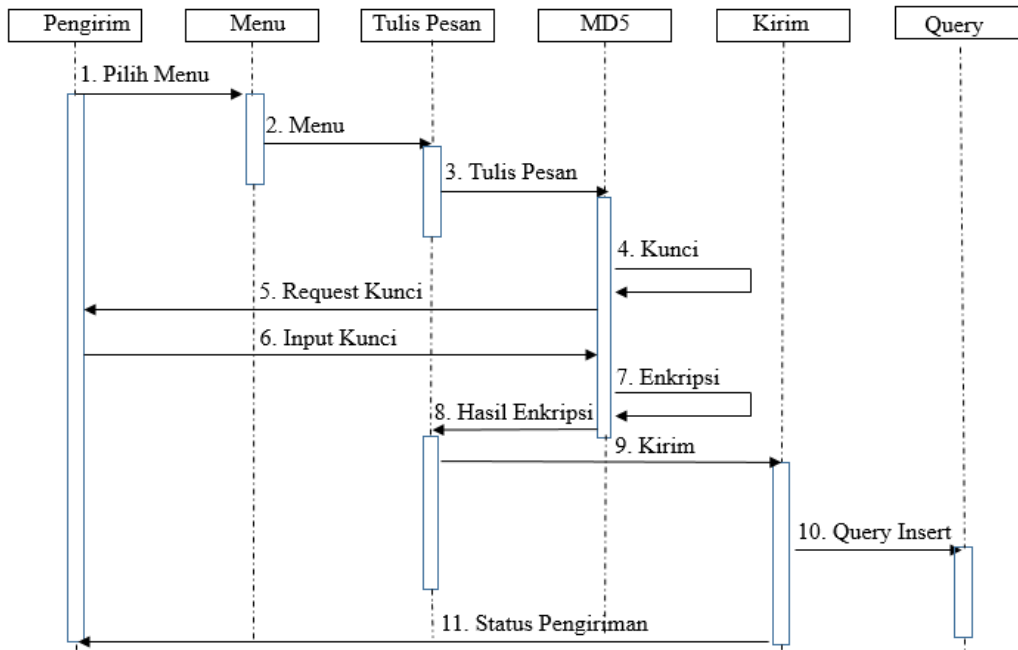 Pengirim
Menu
Tulis Pesan
MD5
Kirim
Query
1. Pilih Menu
2. Menu
3. Tulis Pesan
4. Kunci
5. Request Kunci
6. Input Kunci
7. Enkripsi
8. Hasil Enkripsi
9. Kirim
10. Query Insert
11. Status Pengiriman